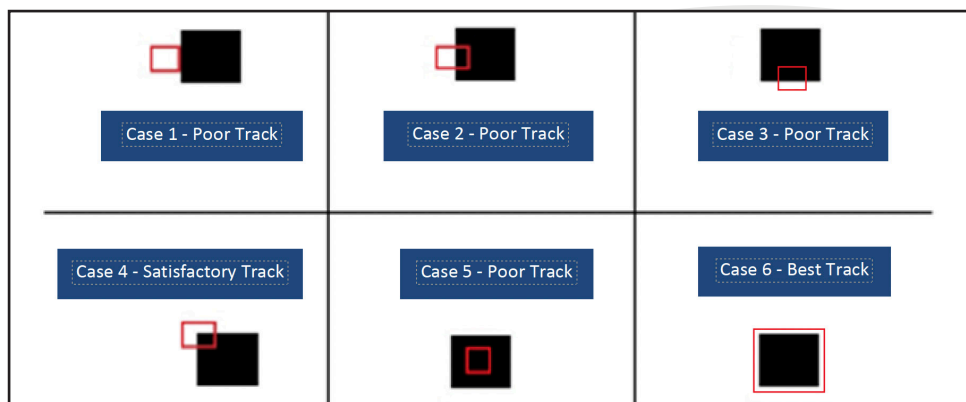 Case 1 - Poor Track
Case 2 - Poor Track
Case 3 - Poor Track
Case 4 - Satisfactory Track
Case 5 - Poor Track
Case 6 - Best Track